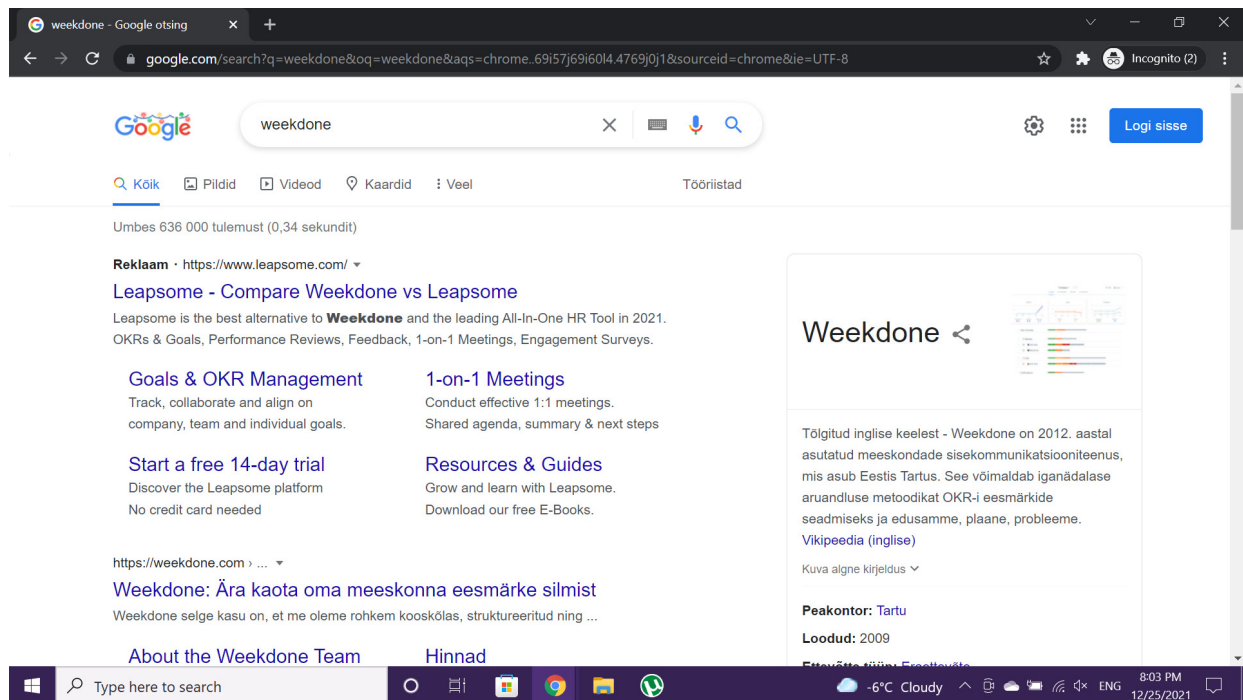 weekdone - Google otsing
google.com/search?q=weekdone&oq=weekdone&aqs=chrome..69i57j69i60l4.4769j0j1&sourceid=chrome&ie=UTF-8
Incognito (2)
Google
weekdone
Logi sisse
Kõik
Pildid
Videod
Kaardid
Veel
Tööriistad
Umbes 636 000 tulemust (0,34 sekundit)
Reklaam · https://www.leapsome.com/
Leapsome - Compare Weekdone vs Leapsome
Leapsome is the best alternative to Weekdone and the leading All-In-One HR Tool in 2021.
OKRs & Goals, Performance Reviews, Feedback, 1-on-1 Meetings, Engagement Surveys.
Goals & OKR Management
Track, collaborate and align on
company, team and individual goals.
1-on-1 Meetings
Conduct effective 1:1 meetings.
Shared agenda, summary & next steps
Start a free 14-day trial
Discover the Leapsome platform
No credit card needed
Resources & Guides
Grow and learn with Leapsome.
Download our free E-Books.
https://weekdone.com › ...
Weekdone: Ära kaota oma meeskonna eesmärke silmist
Weekdone selge kasu on, et me oleme rohkem kooskõlas, struktureeritud ning ...
About the Weekdone Team
Hinnad
Weekdone
Tõlgitud inglise keelest - Weekdone on 2012. aastal
asutatud meeskondade sisekommunikatsiooniteenus,
mis asub Eestis Tartus. See võimaldab iganädalase
aruandluse metoodikat OKR-i eesmärkide
seadmiseks ja edusamme, plaane, probleeme.
Vikipeedia (inglise)
Kuva algne kirjeldus
Peakontor: Tartu
Loodud: 2009
Ettevõtte tüüp: Eraettevõte
Type here to search
-6°C Cloudy
ENG
8:03 PM
12/25/2021